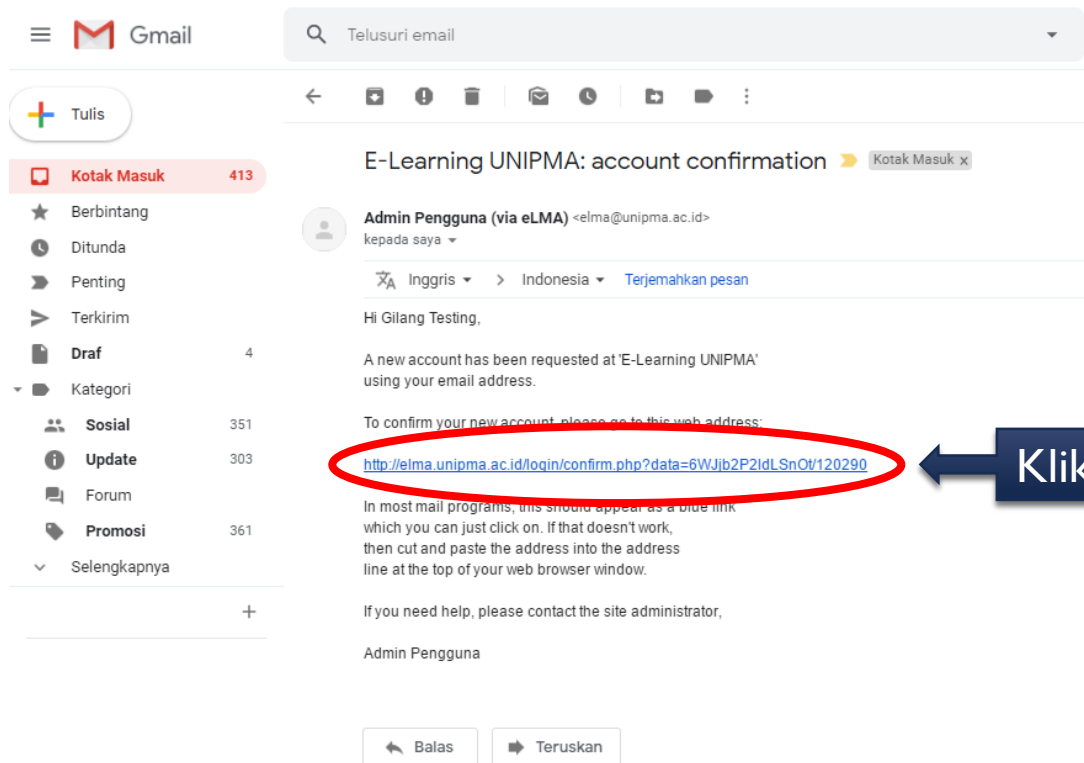 Gmail
Telusuri email
Tulis
E-Learning UNIPMA: account confirmation Kotak Masuk x
Kotak Masuk 413
Berbintang
Ditunda
Penting
Terkirim
Draf 4
Kategori
Sosial 351
Update 303
Forum
Promosi 361
Selengkapnya
Admin Pengguna (via eLMA) <elma@unipma.ac.id>
kepada saya
Inggris > Indonesia Terjemahkan pesan
Hi Gilang Testing,
A new account has been requested at 'E-Learning UNIPMA'
using your email address.
To confirm your new account, please go to this web address:
http://elma.unipma.ac.id/login/confirm.php?data=6WJjb2P2IdLSnOt/120290
Klik
In most mail programs, this should appear as a blue link
which you can just click on. If that doesn't work,
then cut and paste the address into the address
line at the top of your web browser window.
If you need help, please contact the site administrator,
Admin Pengguna
Balas
Teruskan